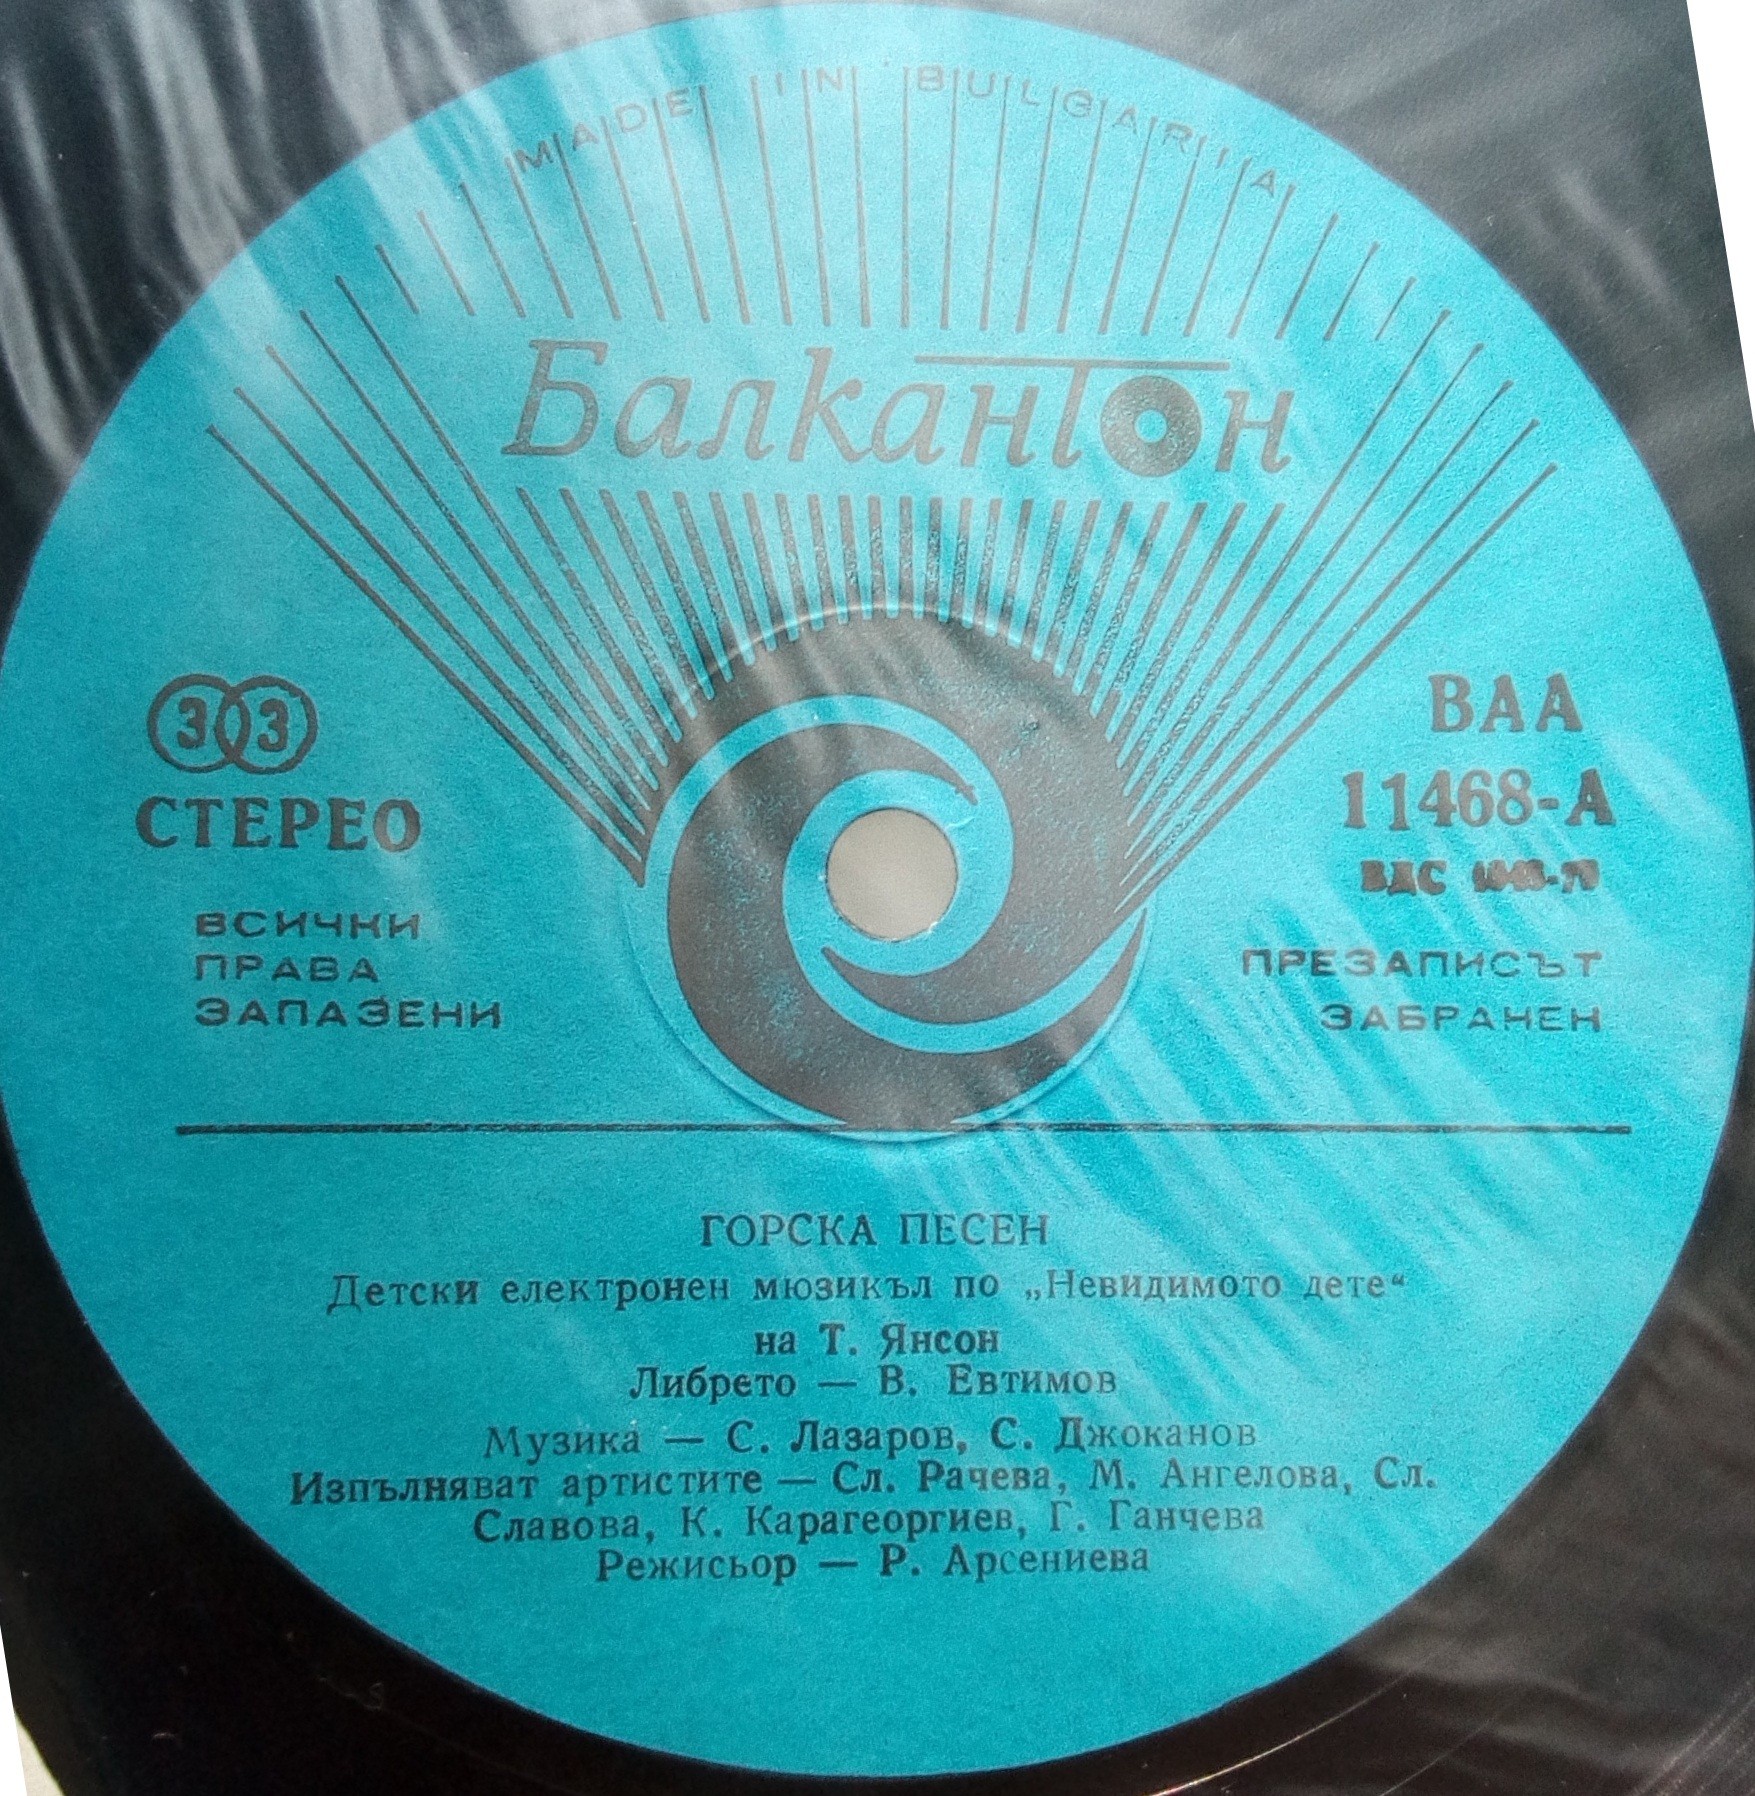 MADE IN BULGARIA
Балкантон
33
СТЕРЕО
ВСИЧКИ
ПРАВА
ЗАПАЗЕНИ
ВАА
11468-А
БДС
ПРЕЗАПИСЪТ
ЗАБРАНЕН
ГОРСКА ПЕСЕН
Детски електронен мюзикъл по „Невидимото дете“
на Т. Янсон
Либрето — В. Евтимов
Музика — С. Лазаров, С. Джоканов
Изпълняват артистите — Сл. Рачева, М. Ангелова, Сл.
Славова, К. Карагеоргиев, Г. Ганчева
Режисьор — Р. Арсениева